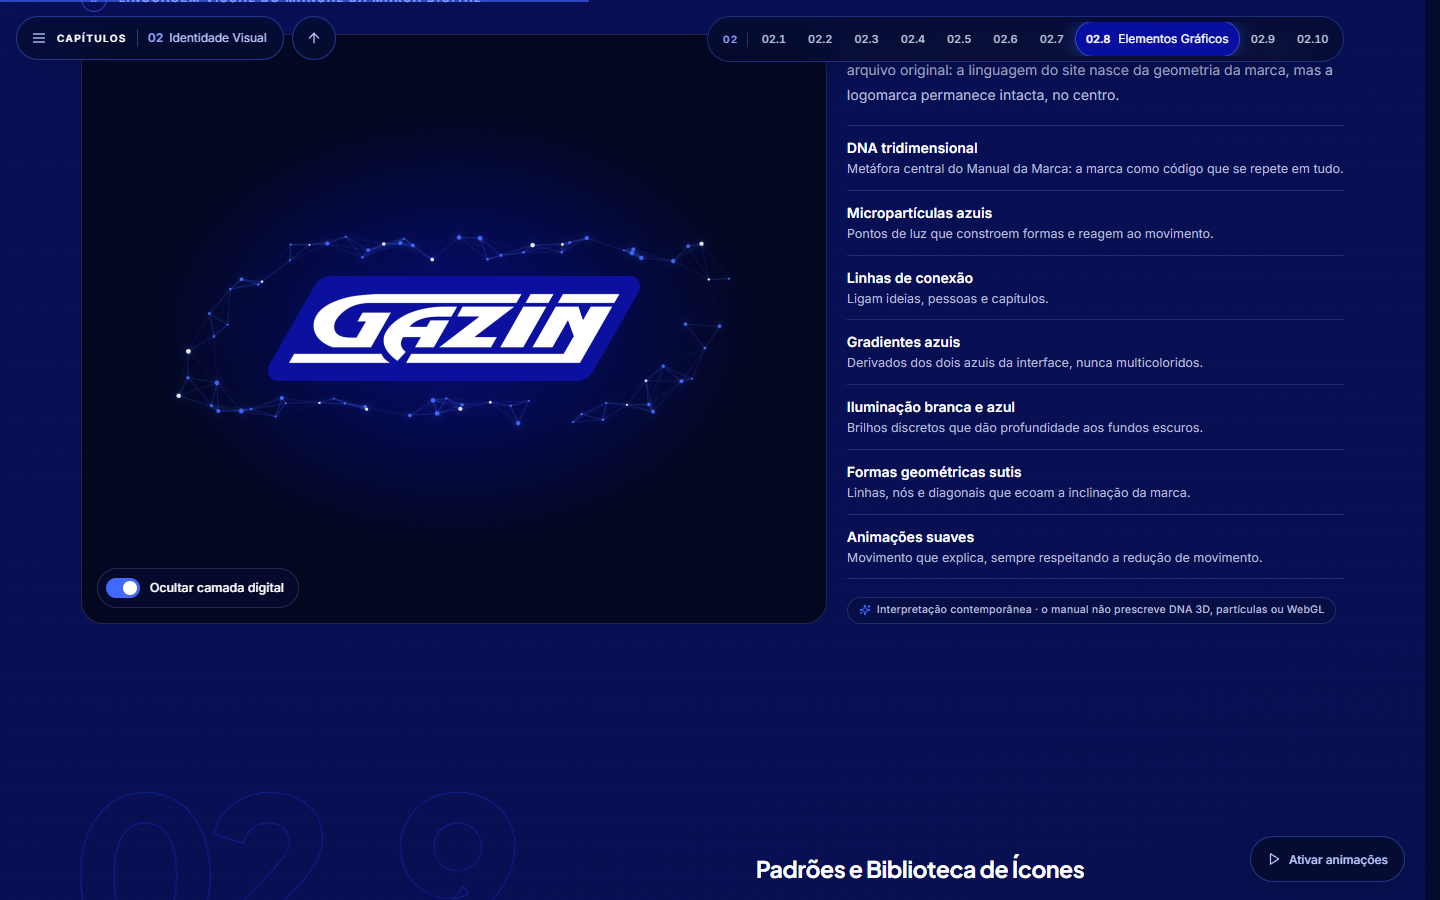 CAPÍTULOS
02 Identidade Visual
02
02.1
02.2
02.3
02.4
02.5
02.6
02.7
02.8 Elementos Gráficos
02.9
02.10
arquivo original: a linguagem do site nasce da geometria da marca, mas a
logomarca permanece intacta, no centro.
DNA tridimensional
Metáfora central do Manual da Marca: a marca como código que se repete em tudo.
Micropartículas azuis
Pontos de luz que constroem formas e reagem ao movimento.
Linhas de conexão
Ligam ideias, pessoas e capítulos.
Gradientes azuis
Derivados dos dois azuis da interface, nunca multicoloridos.
Iluminação branca e azul
Brilhos discretos que dão profundidade aos fundos escuros.
Formas geométricas sutis
Linhas, nós e diagonais que ecoam a inclinação da marca.
Animações suaves
Movimento que explica, sempre respeitando a redução de movimento.
Interpretação contemporânea · o manual não prescreve DNA 3D, partículas ou WebGL
GAZIN
Ocultar camada digital
02.9
Padrões e Biblioteca de Ícones
Ativar animações